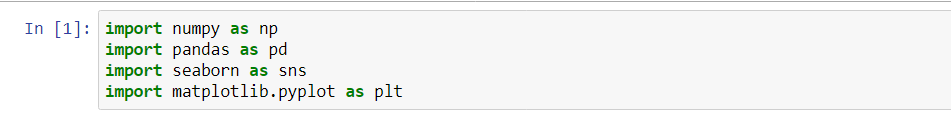 In [1]: import numpy as np
import pandas as pd
import seaborn as sns
import matplotlib.pyplot as plt